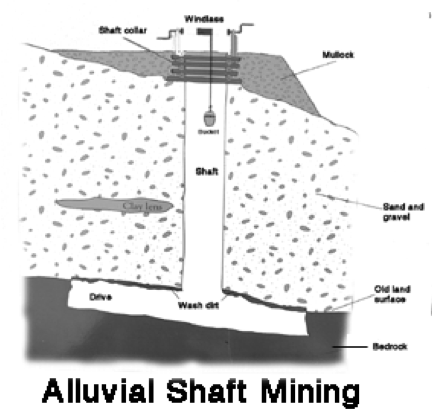 Windlass
Shaft collar
Mullock
Bucket
Shaft
Clay lens
Sand and
gravel
Old land
surface
Drive
Wash dirt
Bedrock
Alluvial Shaft Mining